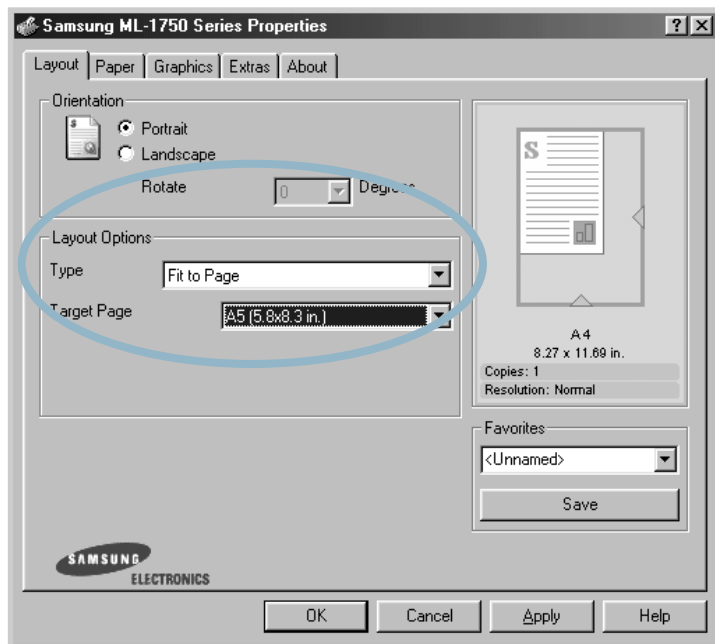 Samsung ML-1750 Series Properties
Layout Paper Graphics Extras About
Orientation
S
Portrait
Landscape
Rotate 0 Degrees
Layout Options
Type Fit to Page
Target Page A5 (5.8x8.3 in.)
S
A4
8.27 x 11.69 in.
Copies: 1
Resolution: Normal
Favorites
<Unnamed>
Save
SAMSUNG
ELECTRONICS
OK Cancel Apply Help